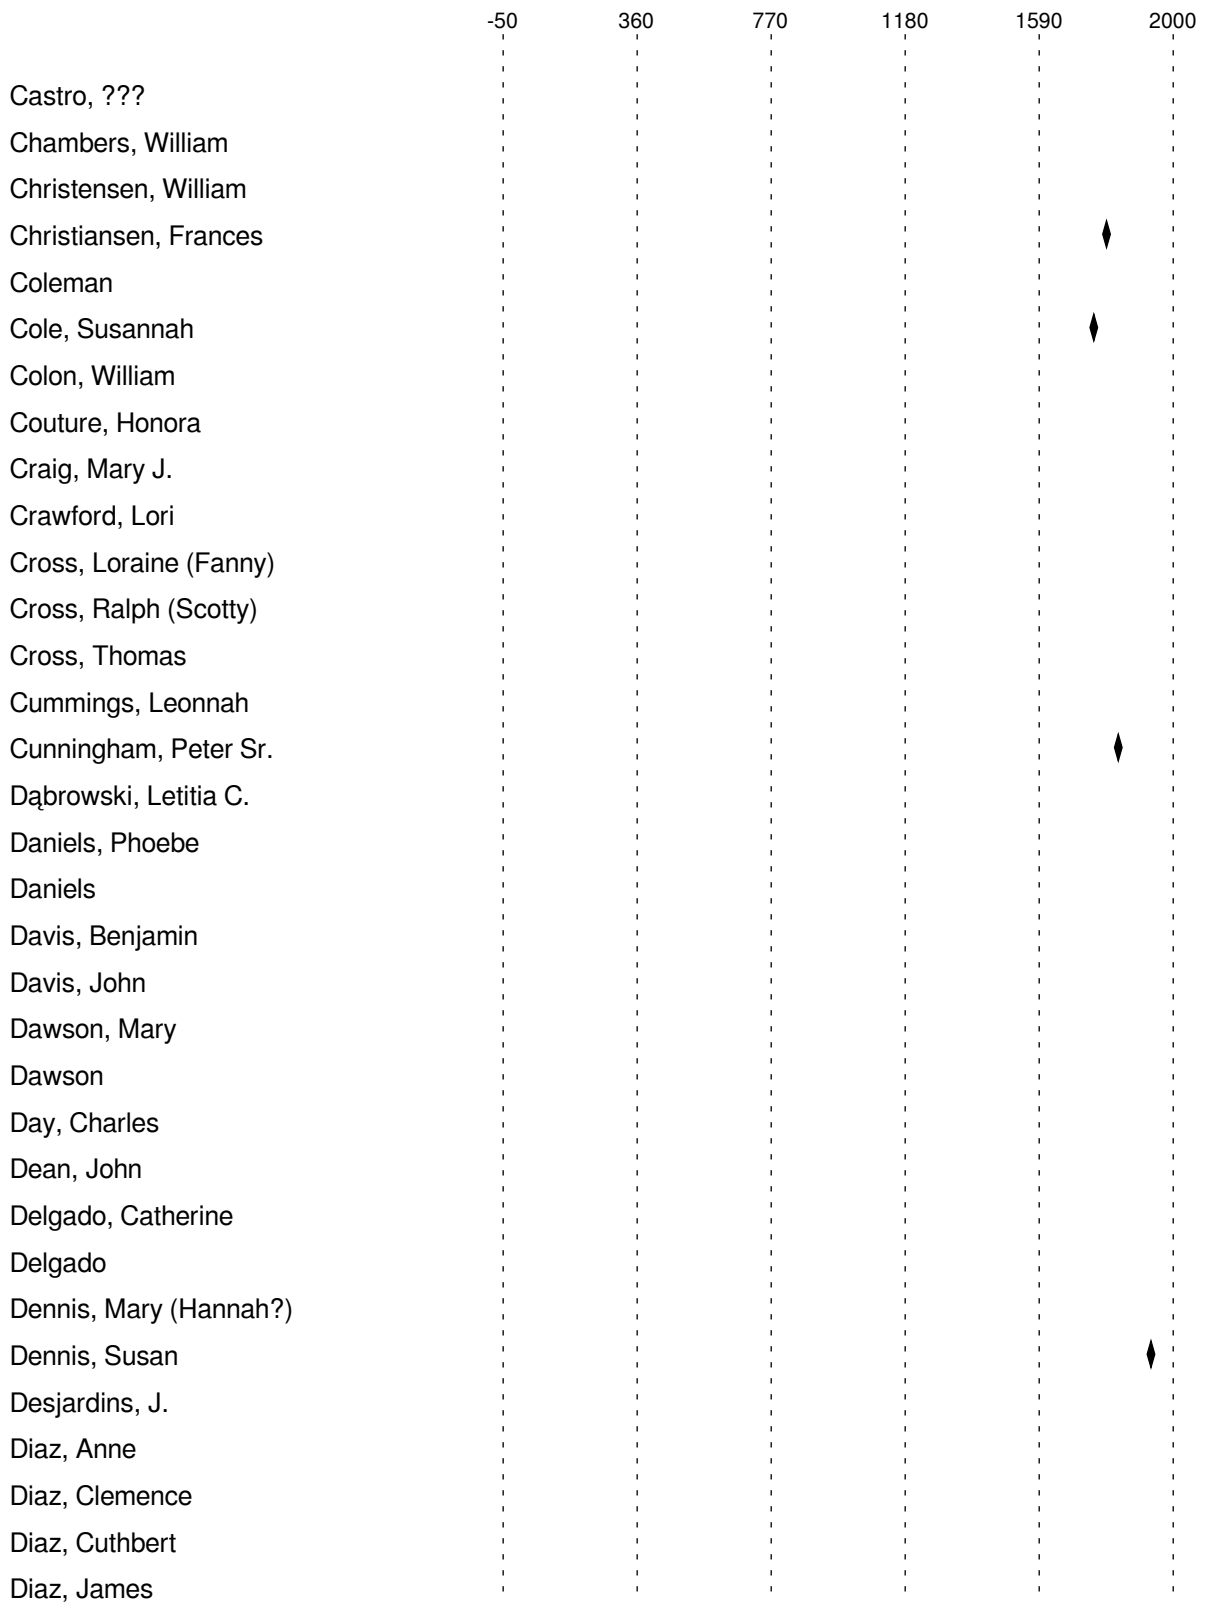 -50 360 770 1180 1590 2000
Castro, ???
Chambers, William
Christensen, William
Christiansen, Frances
Coleman
Cole, Susannah
Colon, William
Couture, Honora
Craig, Mary J.
Crawford, Lori
Cross, Loraine (Fanny)
Cross, Ralph (Scotty)
Cross, Thomas
Cummings, Leonnah
Cunningham, Peter Sr.
Dąbrowski, Letitia C.
Daniels, Phoebe
Daniels
Davis, Benjamin
Davis, John
Dawson, Mary
Dawson
Day, Charles
Dean, John
Delgado, Catherine
Delgado
Dennis, Mary (Hannah?)
Dennis, Susan
Desjardins, J.
Diaz, Anne
Diaz, Clemence
Diaz, Cuthbert
Diaz, James